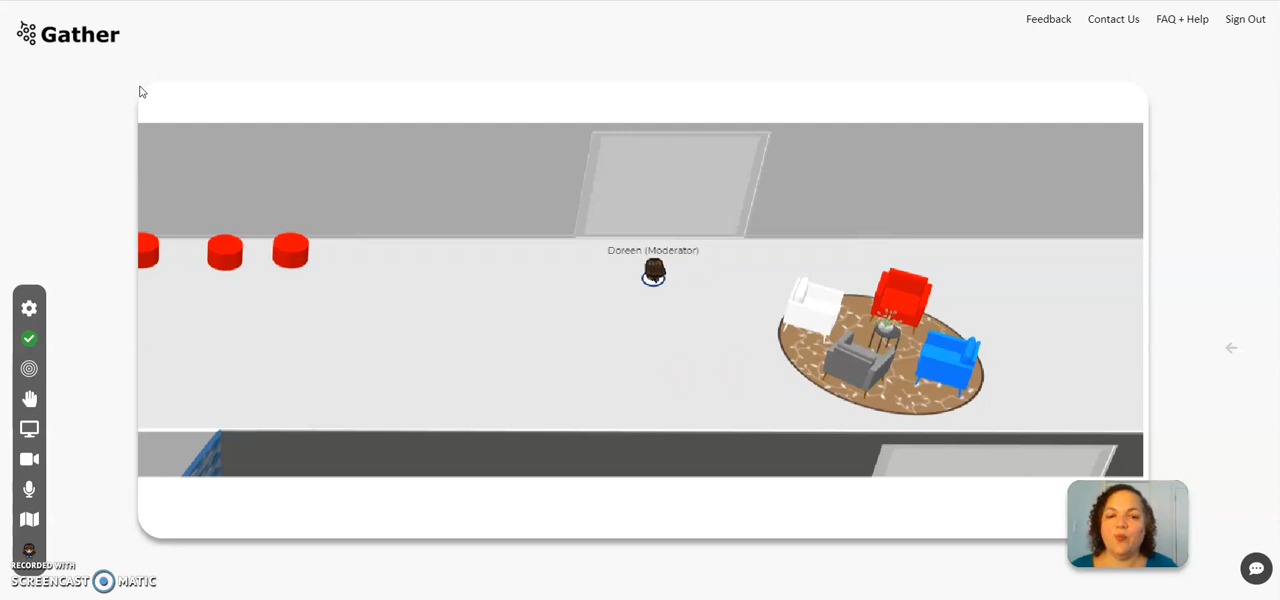 Gather
Feedback
Contact Us
FAQ + Help
Sign Out
Doreen (Moderator)
RECORDED WITH
SCREENCAST MATIC